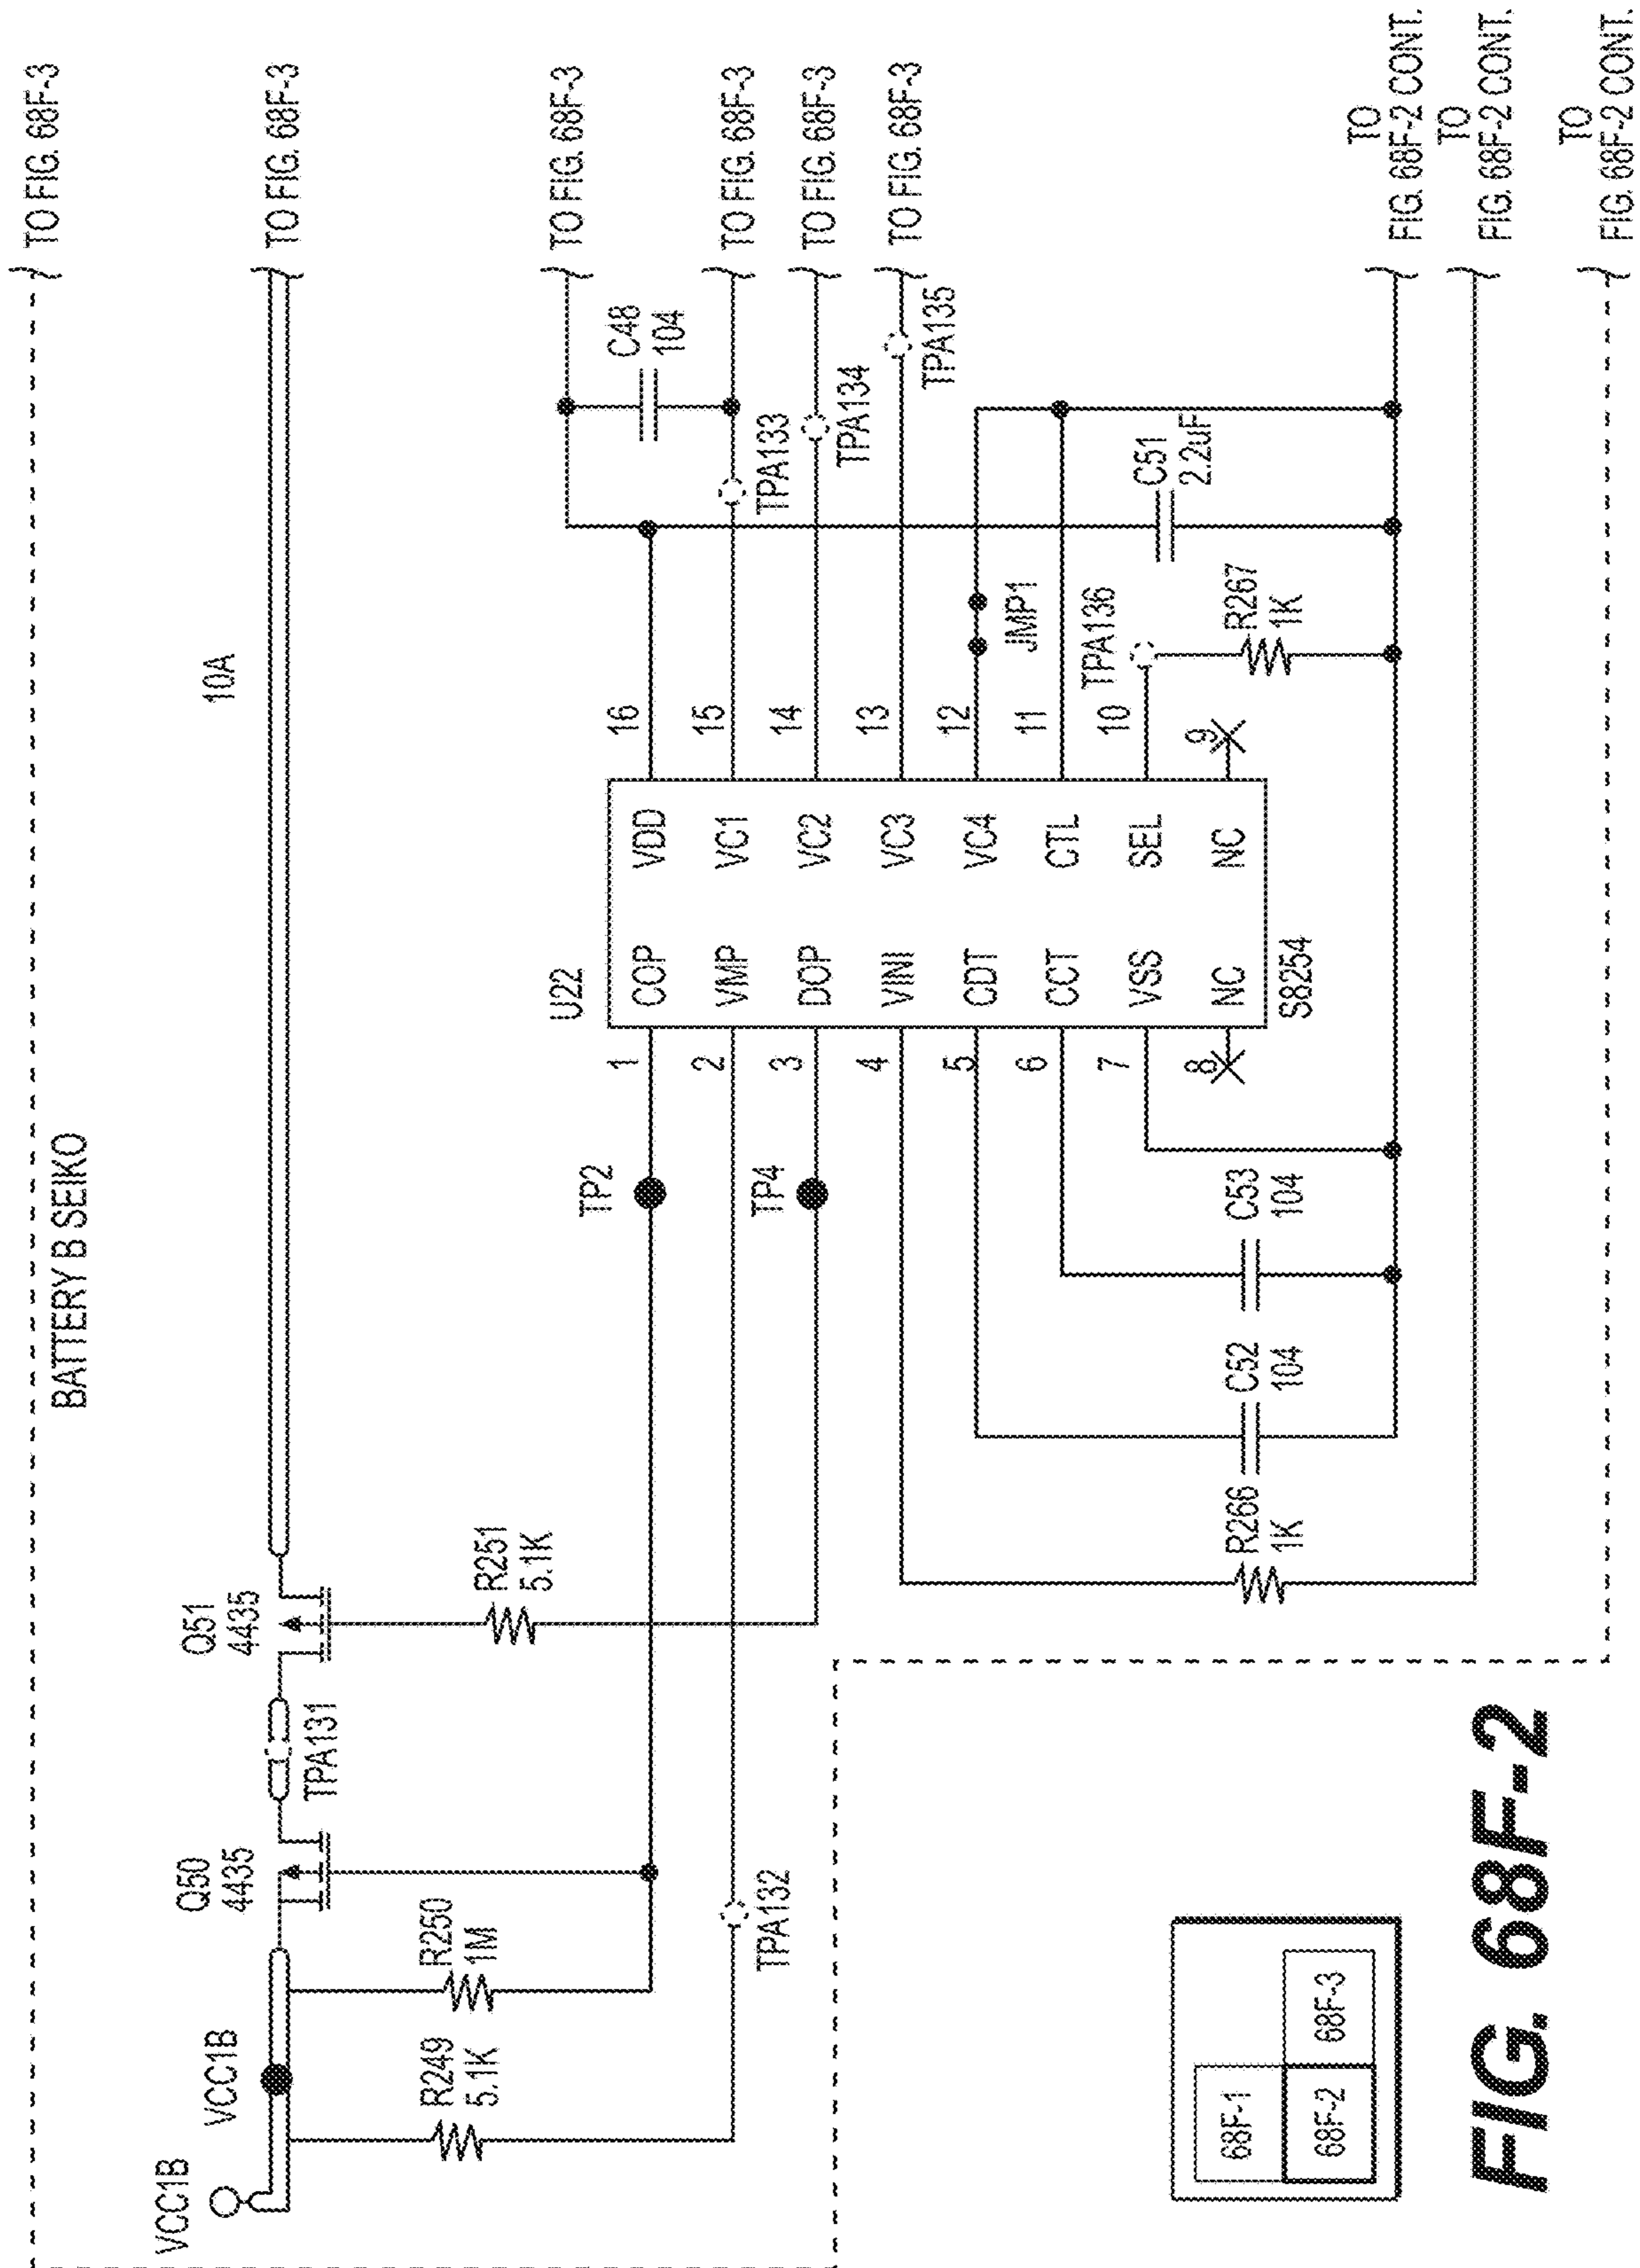 BATTERY B SEIKO
TO FIG. 68F-3
VCC1B
VCC1B
Q50
4435
TPA131
Q51
4435
10A
TO FIG. 68F-3
R249
5.1K
R250
1M
R251
5.1K
TPA132
TP2
TP4
U22
1
2
3
4
5
6
7
8
COP
VMP
DOP
VINI
CDT
CCT
VSS
NC
VDD
VC1
VC2
VC3
VC4
CTL
SEL
NC
16
15
14
13
12
11
10
9
S8254
C48
104
TO FIG. 68F-3
TO FIG. 68F-3
TO FIG. 68F-3
TO FIG. 68F-3
TPA133
TPA134
TPA135
JMP1
TPA136
C51
2.2uF
R267
1K
R266
1K
C52
104
C53
104
TO
FIG. 68F-2 CONT.
TO
FIG. 68F-2 CONT.
TO
FIG. 68F-2 CONT.
68F-1
68F-2
68F-3
FIG. 68F-2